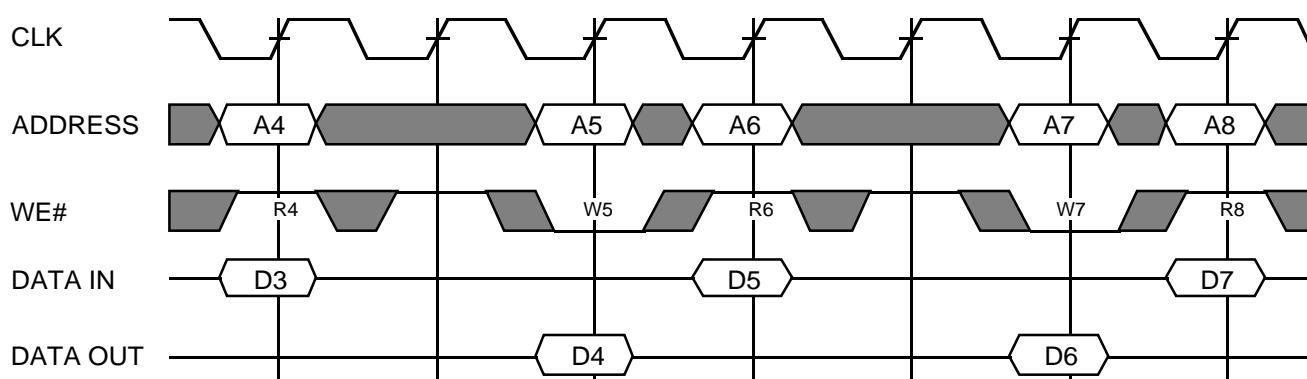 CLK
ADDRESS A4 A5 A6 A7 A8
WE# R4 W5 R6 W7 R8
DATA IN D3 D5 D7
DATA OUT D4 D6